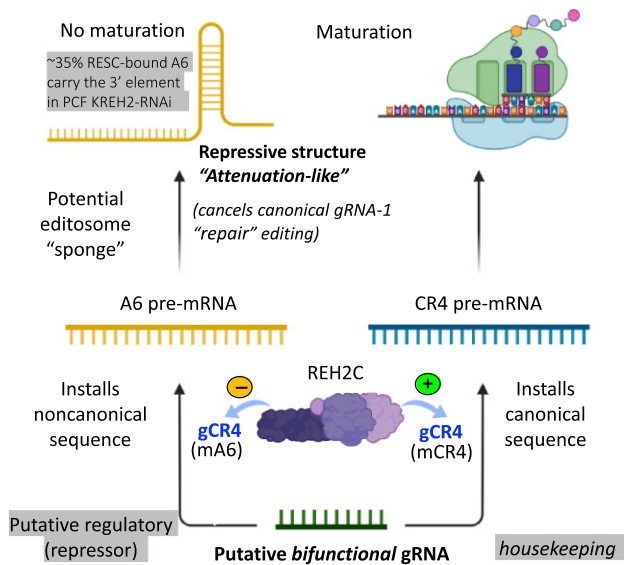 No maturation
Maturation
~35% RESC-bound A6
carry the 3’ element
in PCF KREH2-RNAi
Repressive structure
“Attenuation-like”
(cancels canonical gRNA-1
“repair” editing)
Potential
editosome
“sponge”
A6 pre-mRNA
CR4 pre-mRNA
Installs
noncanonical
sequence
−
REH2C
+
gCR4
(mA6)
gCR4
(mCR4)
Installs
canonical
sequence
Putative regulatory
(repressor)
Putative bifunctional gRNA
housekeeping